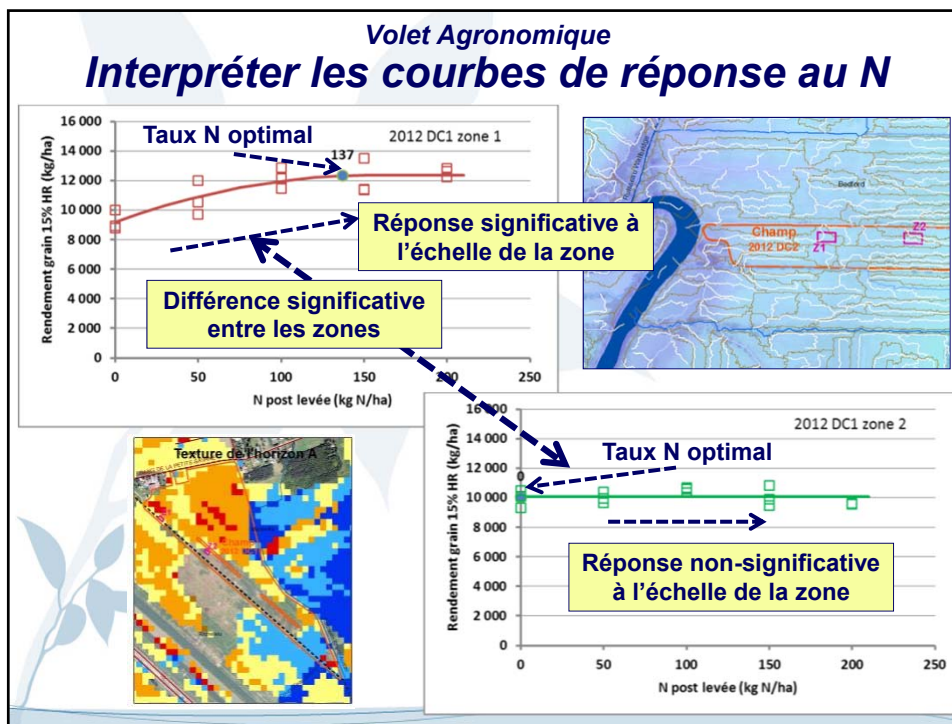 Volet Agronomique
Interpréter les courbes de réponse au N
16 000
14 000
12 000
10 000
8 000
6 000
4 000
2 000
0
Rendement grain 15% HR (kg/ha)
Taux N optimal
137
2012 DC1 zone 1
Réponse significative à
l'échelle de la zone
Différence significative
entre les zones
0 50 100 150 200 250
N post levée (kg N/ha)
Bedford
Champ
2012 DC2
Z1
Z2
Texture de l'horizon A
16 000
14 000
12 000
10 000
8 000
6 000
4 000
2 000
0
Rendement grain 15% HR (kg/ha)
2012 DC1 zone 2
Taux N optimal
0
Réponse non-significative
à l'échelle de la zone
0 50 100 150 200 250
N post levée (kg N/ha)